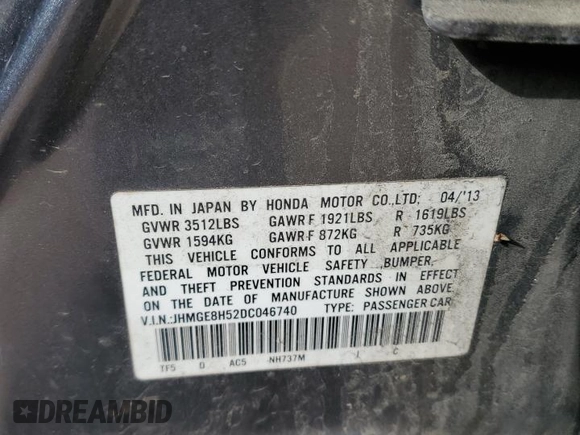 MFD. IN JAPAN BY HONDA MOTOR CO.,LTD; 04/'13
GVWR 3512LBS GAWR F 1921LBS R 1619LBS
GVWR 1594KG GAWR F 872KG R 735KG
THIS VEHICLE CONFORMS TO ALL APPLICABLE
FEDERAL MOTOR VEHICLE SAFETY ,BUMPER,
AND THEFT PREVENTION STANDARDS IN EFFECT
ON THE DATE OF MANUFACTURE SHOWN ABOVE.
V.I.N.:JHMGE8H52DC046740 TYPE: PASSENGER CAR
TF5 D AC5 NH737M J C
DREAMBID